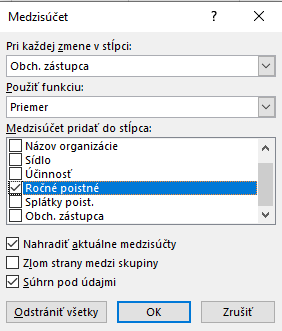 Medzisúčet
Pri každej zmene v stĺpci:
Obch. zástupca
Použiť funkciu:
Priemer
Medzisúčet pridať do stĺpca:
Názov organizácie
Sídlo
Účinnosť
Ročné poistné
Splátky poist.
Obch. zástupca
Nahradiť aktuálne medzisúčty
Zlom strany medzi skupiny
Súhrn pod údajmi
Odstrániť všetky OK Zrušiť